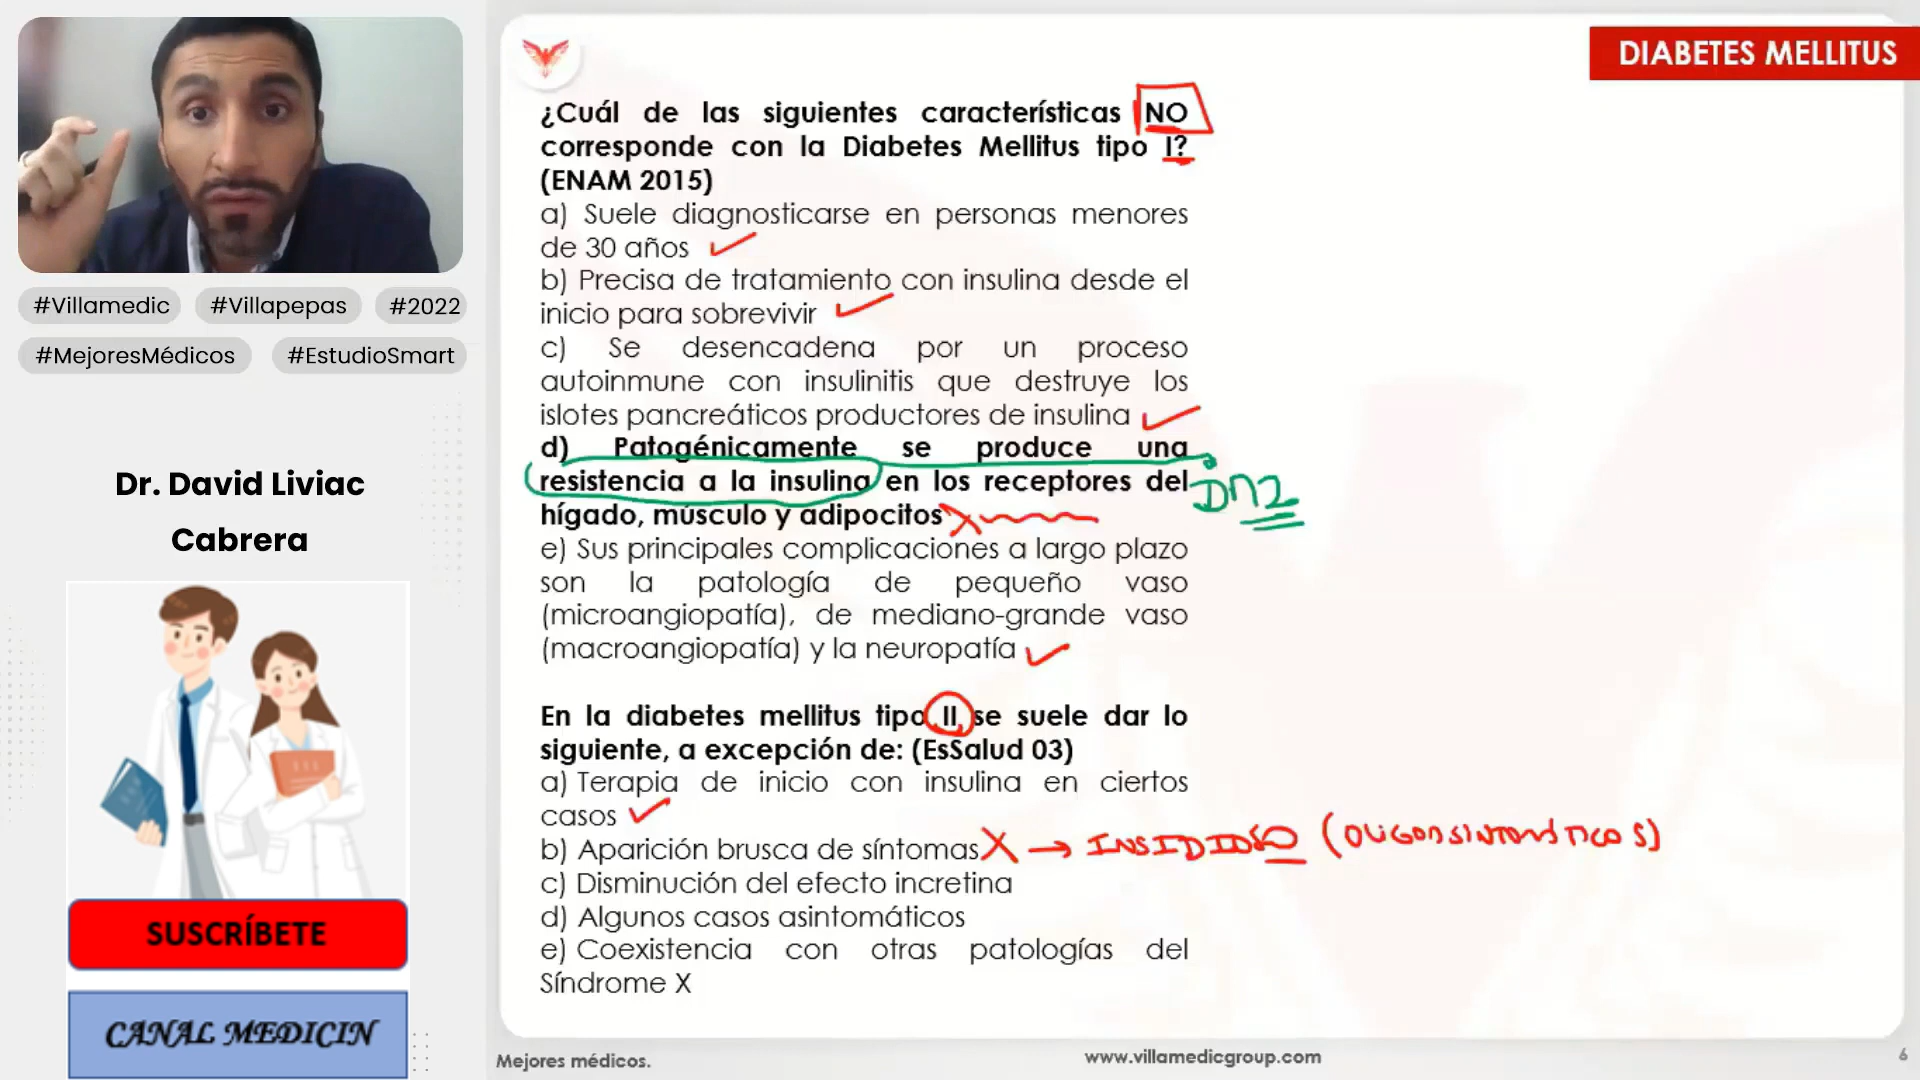 DIABETES MELLITUS
¿Cuál de las siguientes características NO
corresponde con la Diabetes Mellitus tipo I?
(ENAM 2015)
a) Suele diagnosticarse en personas menores
de 30 años
b) Precisa de tratamiento con insulina desde el
inicio para sobrevivir
c) Se desencadena por un proceso
autoinmune con insulinitis que destruye los
islotes pancreáticos productores de insulina
d) Patogénicamente se produce una
resistencia a la insulina en los receptores del
DM2
hígado, músculo y adipocitos
e) Sus principales complicaciones a largo plazo
son la patología de pequeño vaso
(microangiopatía), de mediano-grande vaso
(macroangiopatía) y la neuropatía
En la diabetes mellitus tipo II, se suele dar lo
siguiente, a excepción de: (EsSalud 03)
a) Terapia de inicio con insulina en ciertos
casos
b) Aparición brusca de síntomas X → INSIDIOSO (OLIGOSINTOMÁTICOS)
c) Disminución del efecto incretina
d) Algunos casos asintomáticos
e) Coexistencia con otras patologías del
Síndrome X
#Villamedic #Villapepas #2022
#MejoresMédicos #EstudioSmart
Dr. David Liviac
Cabrera
SUSCRÍBETE
CANAL MEDICIN
Mejores médicos.
www.villamedicgroup.com
6